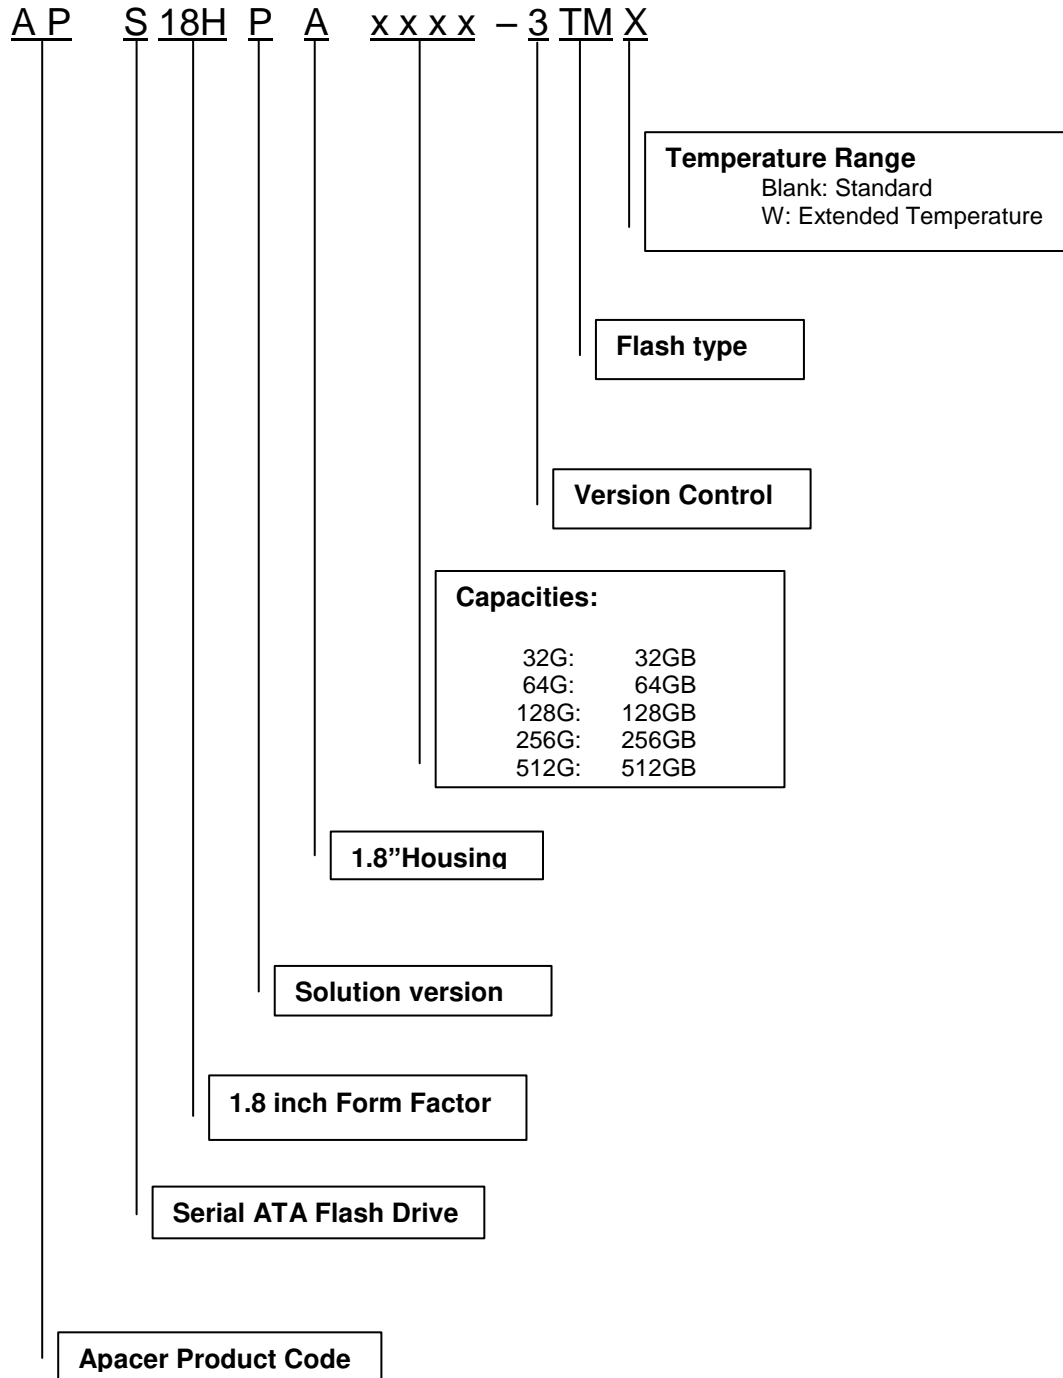 AP S 18H P A xxxx – 3 TM X
Temperature Range
Blank: Standard
W: Extended Temperature
Flash type
Version Control
Capacities:
32G: 32GB
64G: 64GB
128G: 128GB
256G: 256GB
512G: 512GB
1.8”Housing
Solution version
1.8 inch Form Factor
Serial ATA Flash Drive
Apacer Product Code